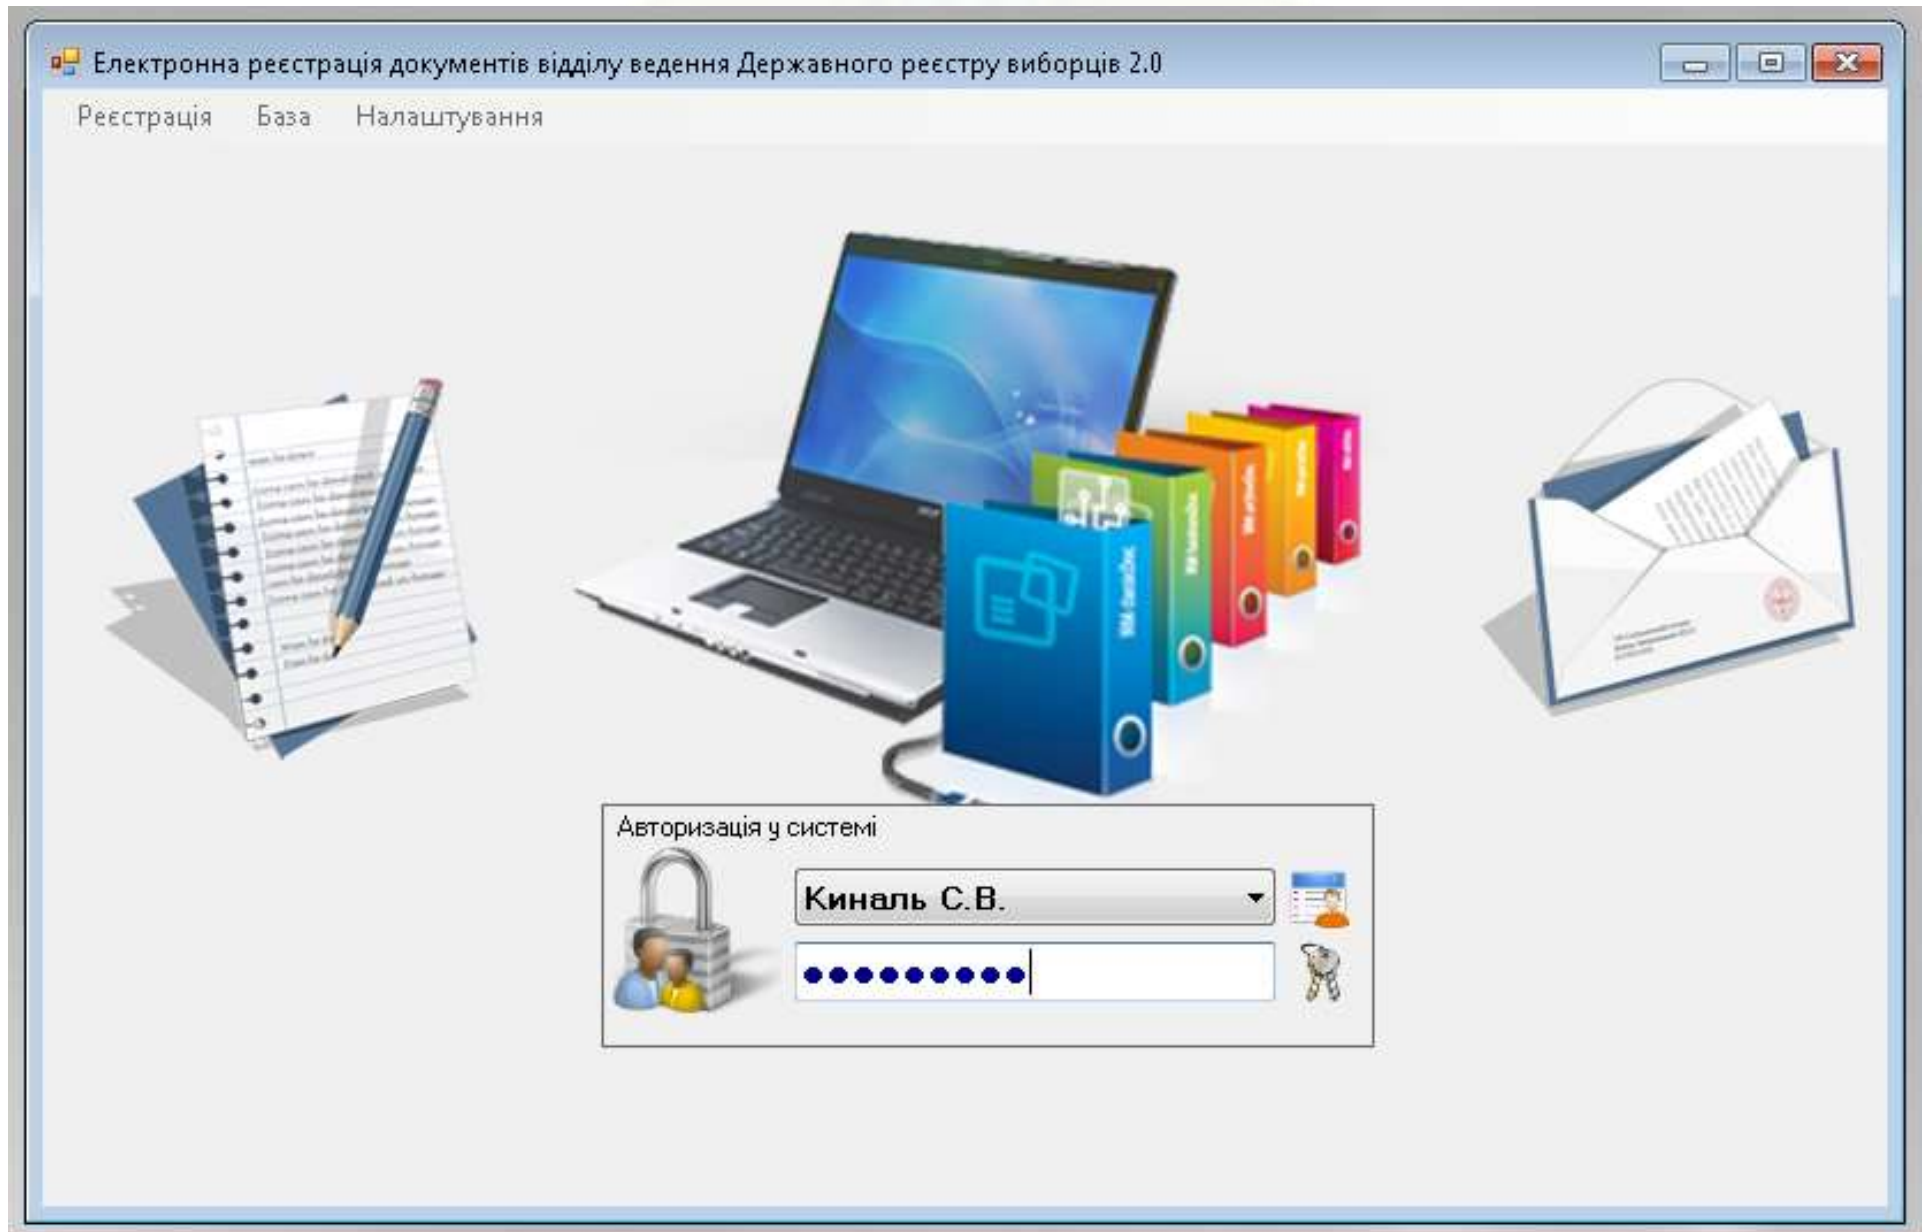 Електронна реєстрація документів відділу ведення Державного реєстру виборців 2.0
Реєстрація База Налаштування
Авторизація у системі
Киналь С.В.
●●●●●●●●●